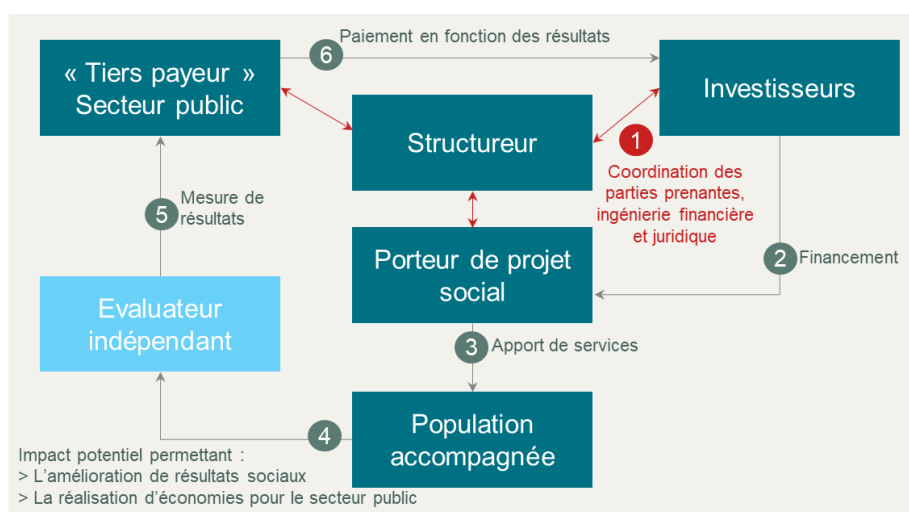 Paiement en fonction des résultats
6
« Tiers payeur »
Secteur public
Investisseurs
Structureur
1
Coordination des
parties prenantes,
ingénierie financière
et juridique
Mesure de
résultats
5
Porteur de projet
social
2
Financement
Evaluateur
indépendant
3
Apport de services
Population
accompagnée
4
Impact potentiel permettant :
> L'amélioration de résultats sociaux
> La réalisation d'économies pour le secteur public